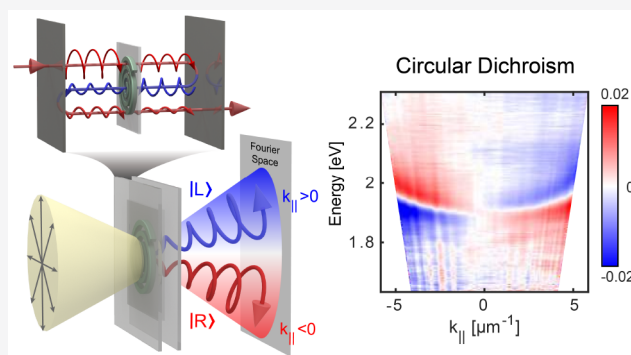 Fourier
Space
|L⟩
k||>0
|R⟩
k||<0
Circular Dichroism
Energy [eV]
2.2
2
1.8
-5
0
5
k|| [μm⁻¹]
0.02
0
-0.02